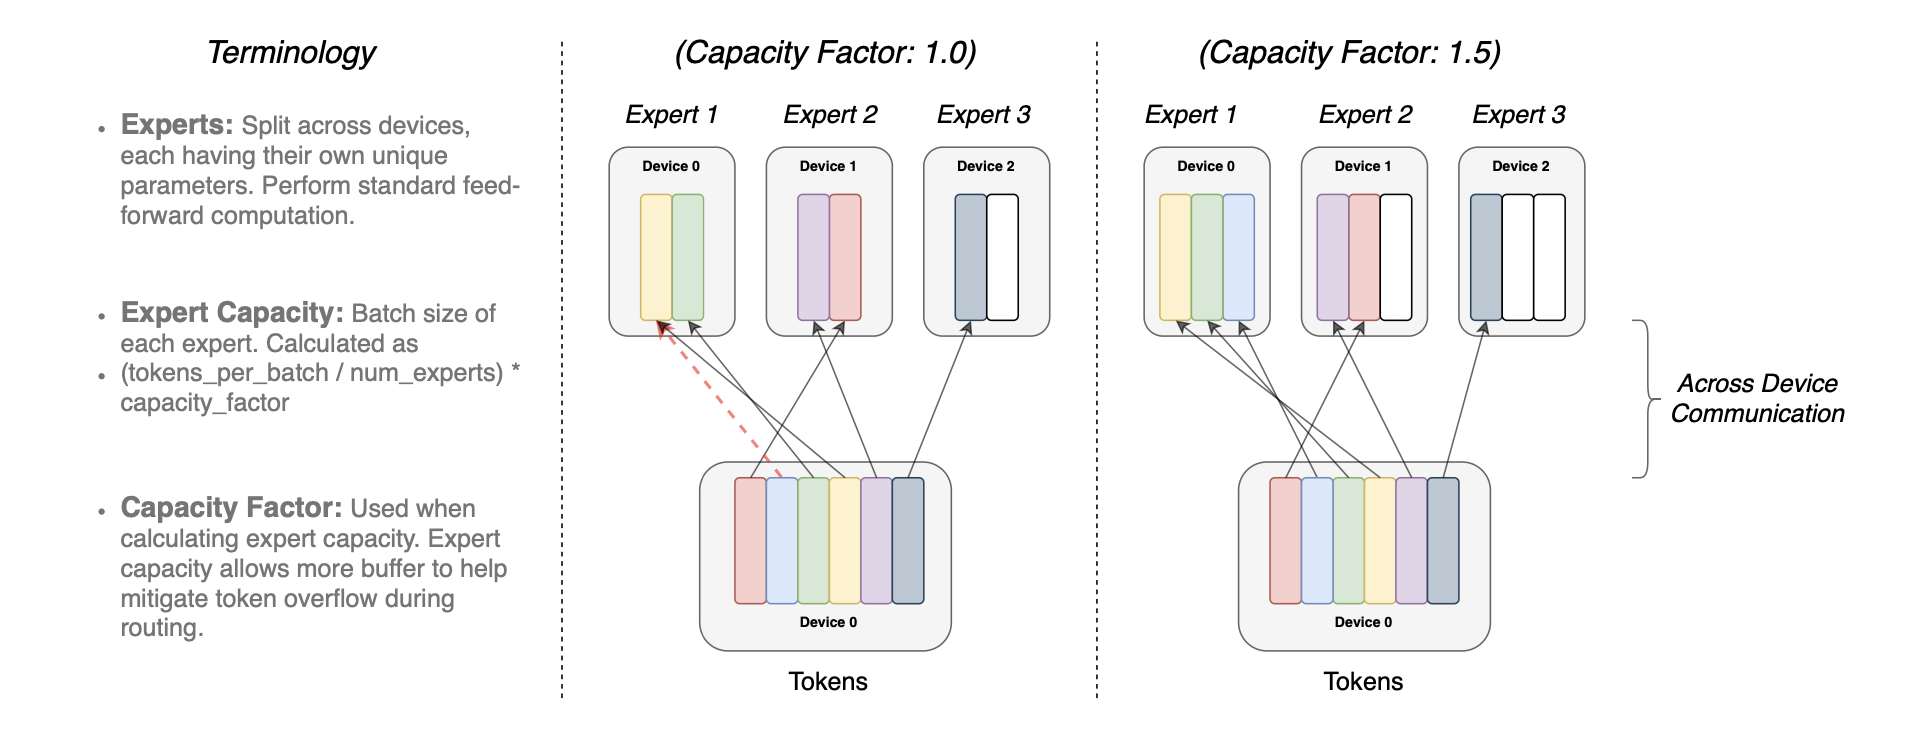 Terminology
• Experts: Split across devices,
each having their own unique
parameters. Perform standard feed-
forward computation.
• Expert Capacity: Batch size of
each expert. Calculated as
• (tokens_per_batch / num_experts) *
capacity_factor
• Capacity Factor: Used when
calculating expert capacity. Expert
capacity allows more buffer to help
mitigate token overflow during
routing.
(Capacity Factor: 1.0)
Expert 1 Expert 2 Expert 3
Device 0 Device 1 Device 2
Device 0
Tokens
(Capacity Factor: 1.5)
Expert 1 Expert 2 Expert 3
Device 0 Device 1 Device 2
Device 0
Tokens
Across Device
Communication